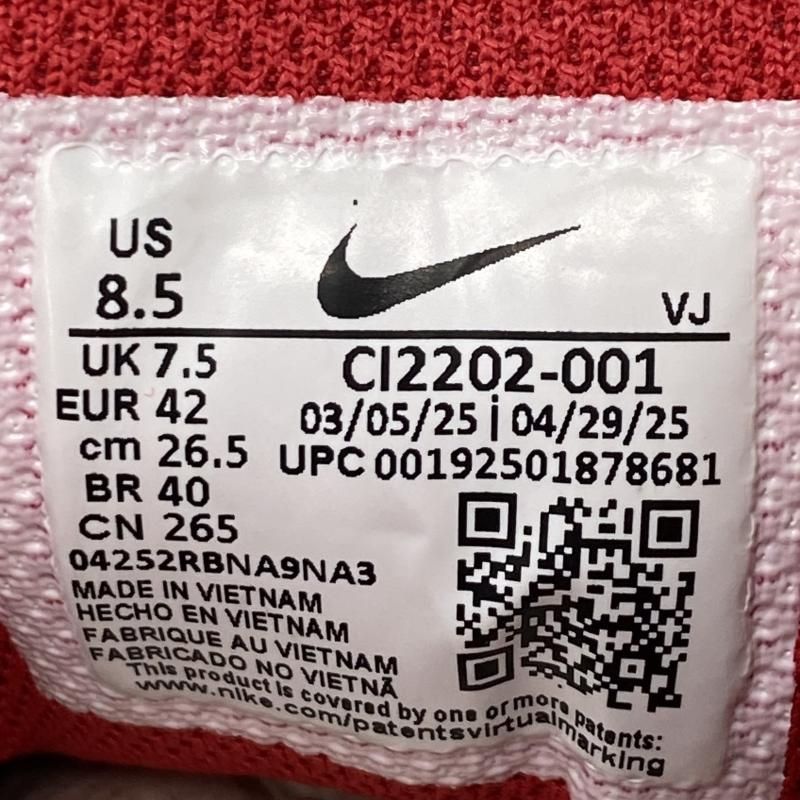 US
8.5
VJ
UK 7.5
EUR 42
cm 26.5
BR 40
CN 265
CI2202-001
03/05/25 | 04/29/25
UPC 00192501878681
04252RBNA9NA3
MADE IN VIETNAM
HECHO EN VIETNAM
FABRIQUE AU VIETNAM
FABRICADO NO VIETNÃ
This product is covered by one or more patents:
www.nike.com/patentsvirtualmarking